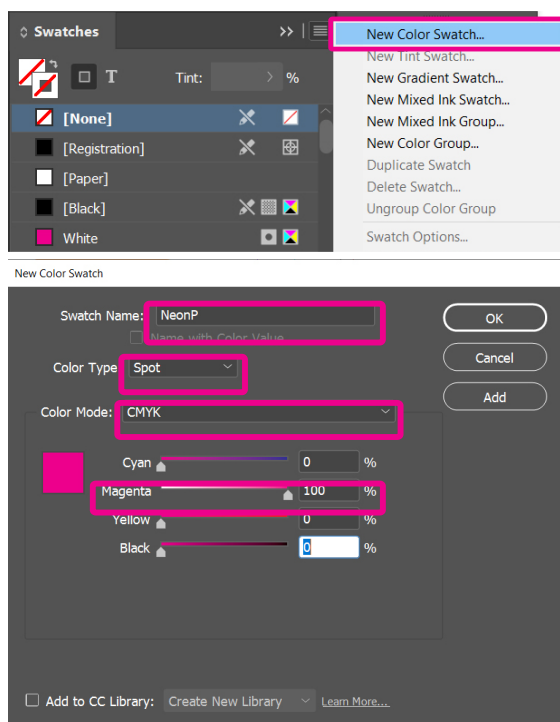 Swatches
New Color Swatch...
New Tint Swatch...
T Tint: %
New Gradient Swatch...
New Mixed Ink Swatch...
[None]
New Mixed Ink Group...
[Registration]
New Color Group...
[Paper]
Duplicate Swatch
Delete Swatch...
[Black]
Ungroup Color Group
White
Swatch Options...
New Color Swatch
Swatch Name: NeonP
OK
Name with Color Value
Color Type Spot
Cancel
Add
Color Mode: CMYK
Cyan 0 %
Magenta 100 %
Yellow 0 %
Black 0 %
Add to CC Library: Create New Library Learn More...